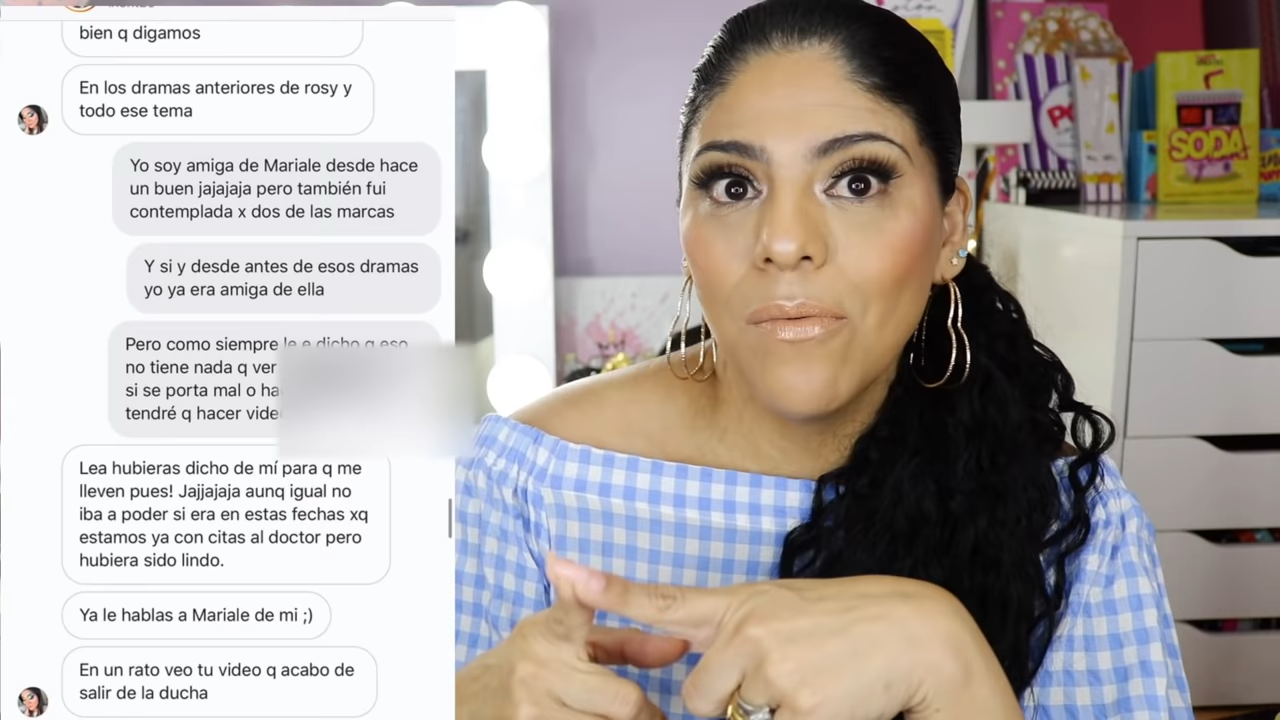 bien q digamos
En los dramas anteriores de rosy y
todo ese tema
Yo soy amiga de Mariale desde hace
un buen jajajaja pero también fui
contemplada x dos de las marcas
Y si y desde antes de esos dramas
yo ya era amiga de ella
Pero como siempre le e dicho q eso
no tiene nada q ver
si se porta mal o
tendré q hacer
Lea hubieras dicho de mí para q me
lleven pues! Jajjajaja aunq igual no
iba a poder si era en estas fechas xq
estamos ya con citas al doctor pero
hubiera sido lindo.
Ya le hablas a Mariale de mi ;)
En un rato veo tu video q acabo de
salir de la ducha
SODA